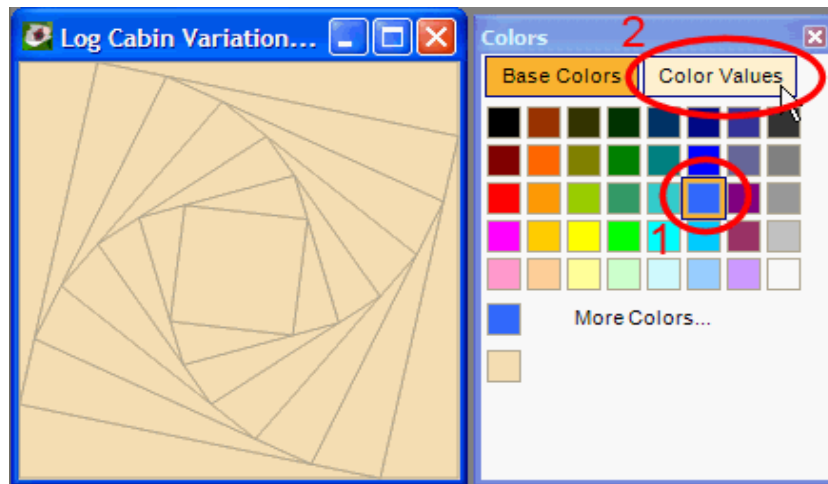 Log Cabin Variation...
Colors
2
Base Colors
Color Values
1
More Colors...